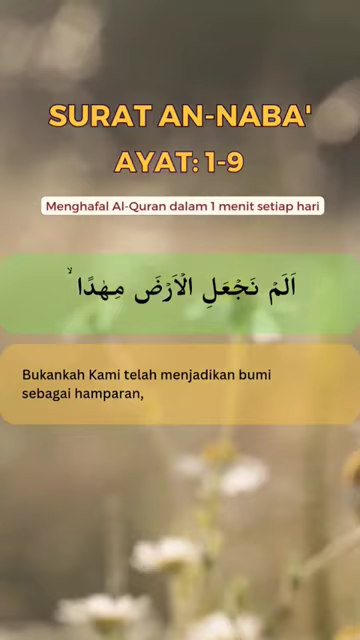 SURAT AN-NABA'
AYAT: 1-9
Menghafal Al-Quran dalam 1 menit setiap hari
اَلَمْ نَجْعَلِ الْاَرْضَ مِهٰدًا ۙ
Bukankah Kami telah menjadikan bumi
sebagai hamparan,